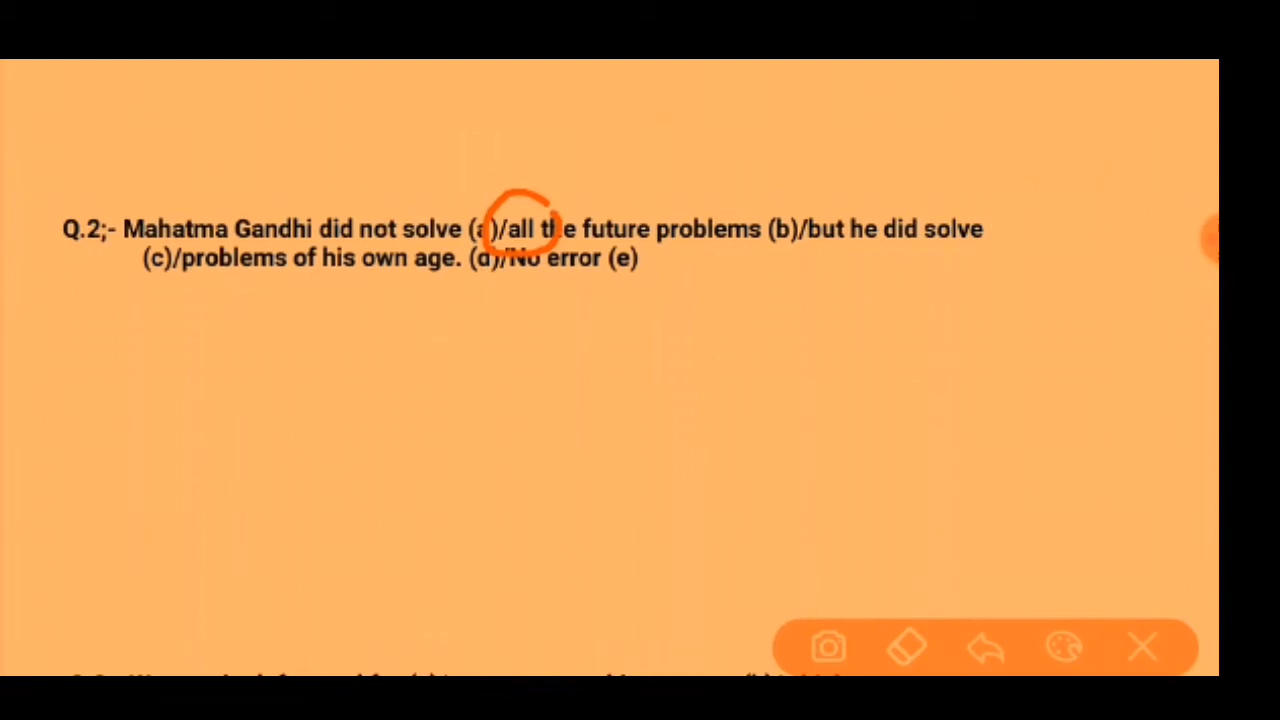 Q.2;- Mahatma Gandhi did not solve (a)/all the future problems (b)/but he did solve
(c)/problems of his own age. (d)/No error (e)